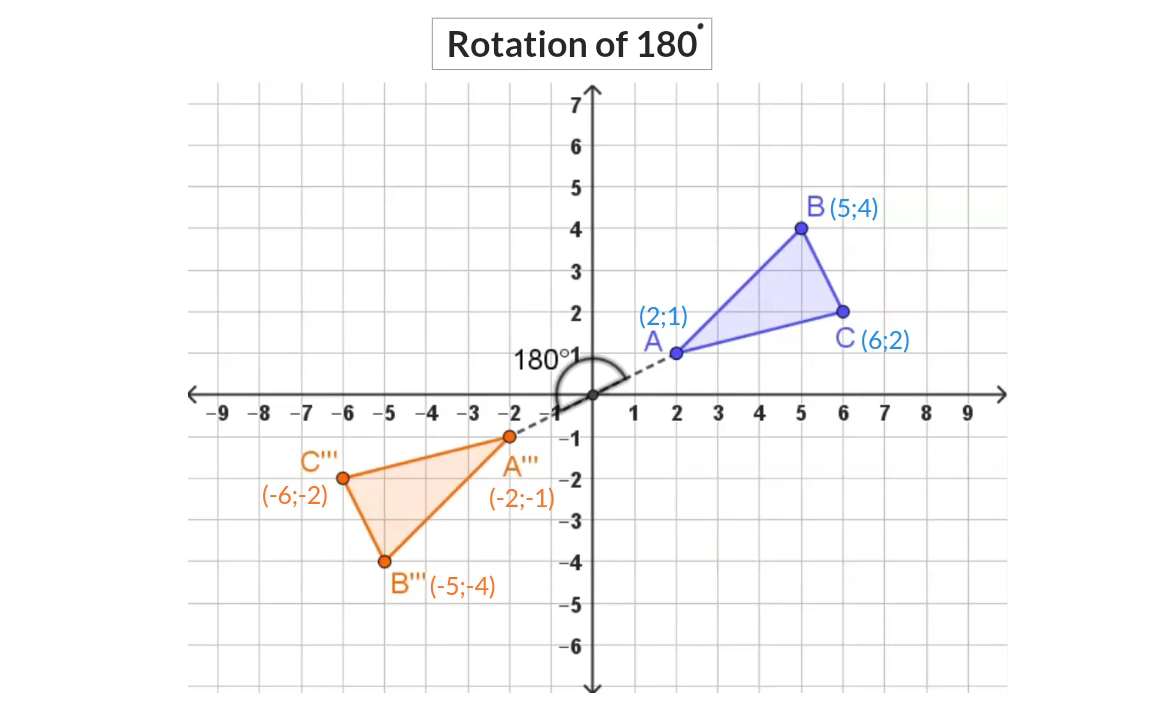 Rotation of 180°
7
6
5
B (5;4)
4
3
(2;1)
2
A
C (6;2)
180°
1
−9 −8 −7 −6 −5 −4 −3 −2 −1 1 2 3 4 5 6 7 8 9
−1
C''' A'''
−2
(-6;-2) (-2;-1)
−3
−4
B''' (-5;-4)
−5
−6